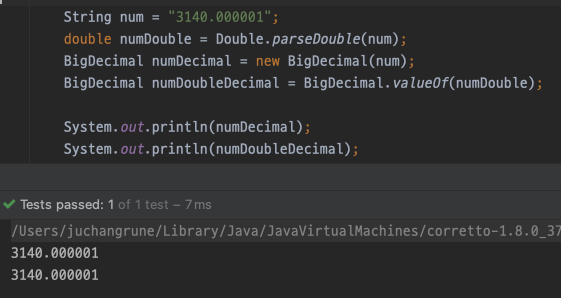 String num = "3140.000001";
double numDouble = Double.parseDouble(num);
BigDecimal numDecimal = new BigDecimal(num);
BigDecimal numDoubleDecimal = BigDecimal.valueOf(numDouble);
System.out.println(numDecimal);
System.out.println(numDoubleDecimal);
Tests passed: 1 of 1 test – 7 ms
/Users/juchangrune/Library/Java/JavaVirtualMachines/corretto-1.8.0_37
3140.000001
3140.000001